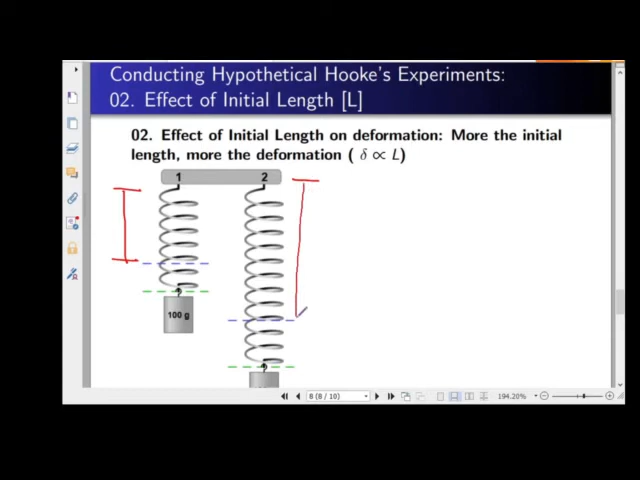 Conducting Hypothetical Hooke's Experiments:
02. Effect of Initial Length [L]
02. Effect of Initial Length on deformation: More the initial
length, more the deformation ( δ ∝ L)
1 2
100 g
8 (8 / 10)
194.20%